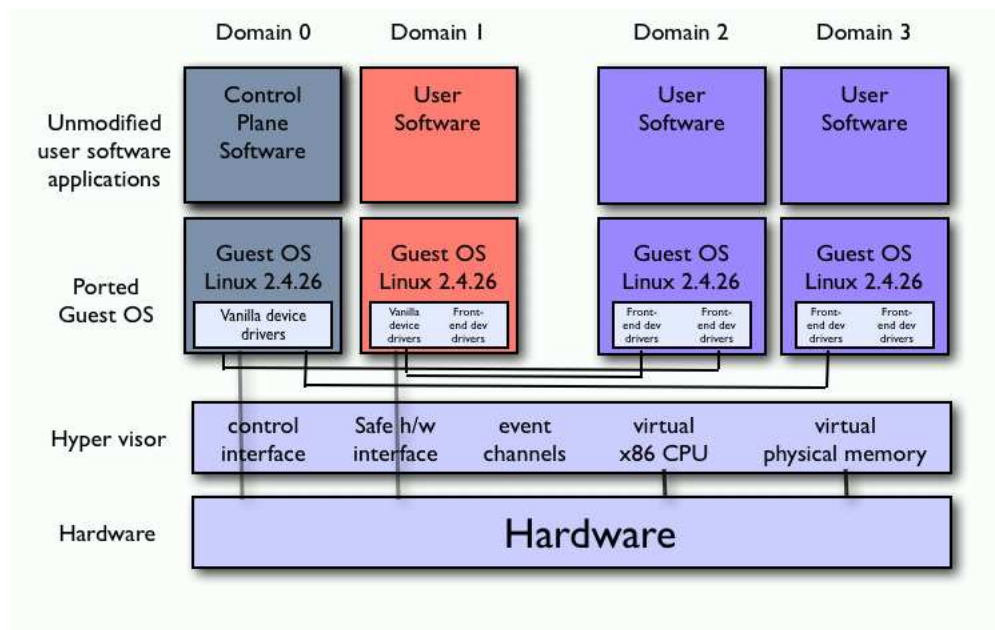 Domain 0
Domain 1
Domain 2
Domain 3
Unmodified
user software
applications
Control
Plane
Software
User
Software
User
Software
User
Software
Ported
Guest OS
Guest OS
Linux 2.4.26
Vanilla device
drivers
Guest OS
Linux 2.4.26
Vanilla
device
drivers
Front-
end dev
drivers
Guest OS
Linux 2.4.26
Front-
end dev
drivers
Front-
end dev
drivers
Guest OS
Linux 2.4.26
Front-
end dev
drivers
Front-
end dev
drivers
Hyper visor
control
interface
Safe h/w
interface
event
channels
virtual
x86 CPU
virtual
physical memory
Hardware
Hardware